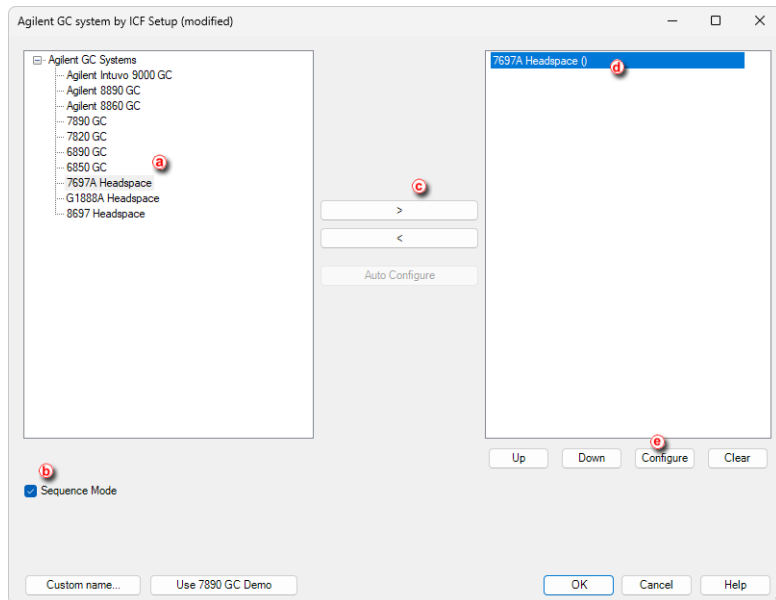 Agilent GC system by ICF Setup (modified)
Agilent GC Systems
Agilent Intuvo 9000 GC
Agilent 8890 GC
Agilent 8860 GC
7890 GC
7820 GC
6890 GC
6850 GC
a
7697A Headspace
G1888A Headspace
8697 Headspace
c
>
<
Auto Configure
7697A Headspace ()
d
e
Up Down Configure Clear
b
Sequence Mode
Custom name... Use 7890 GC Demo OK Cancel Help